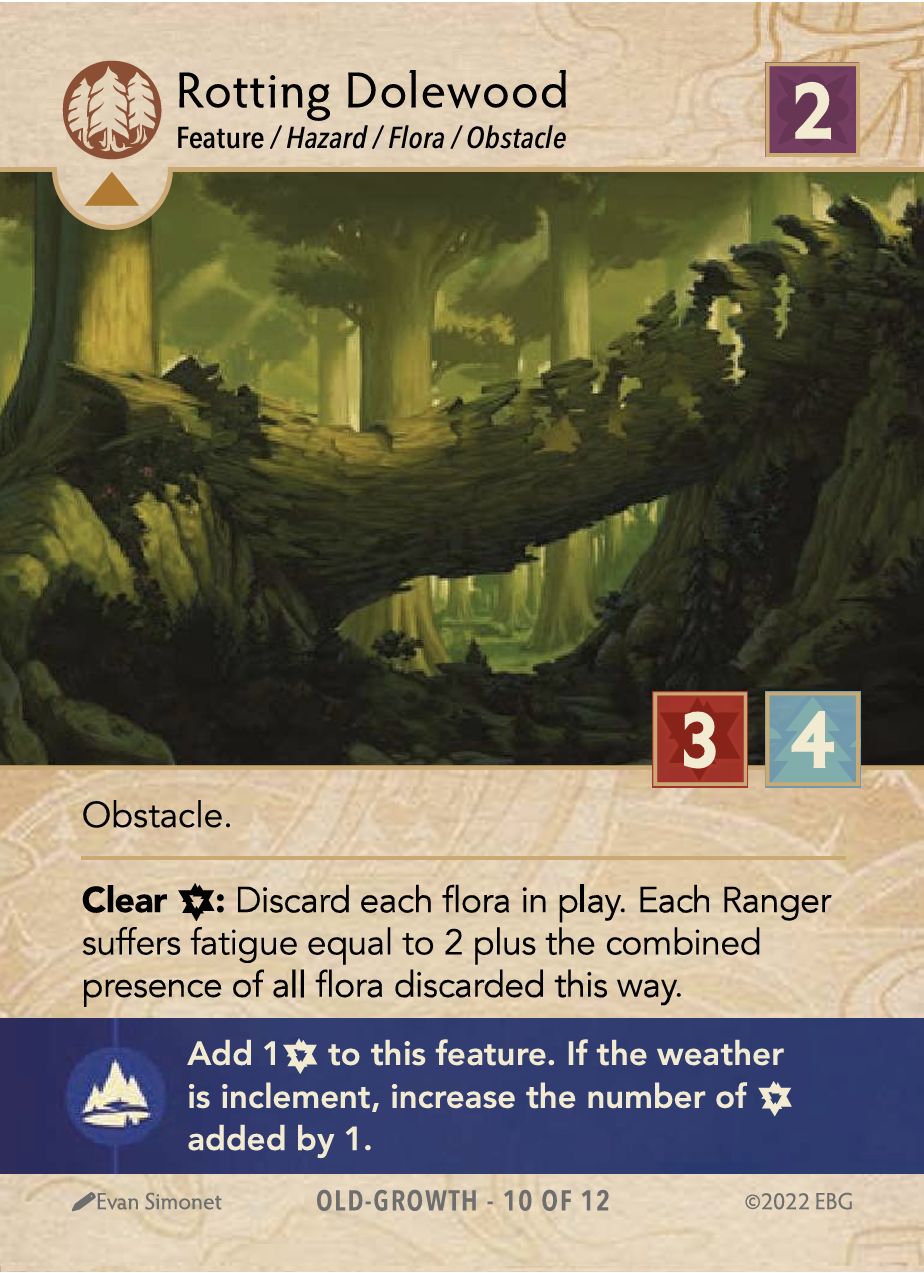 Rotting Dolewood
2
Feature / Hazard / Flora / Obstacle
3
4
Obstacle.
Clear : Discard each flora in play. Each Ranger
suffers fatigue equal to 2 plus the combined
presence of all flora discarded this way.
Add 1 to this feature. If the weather
is inclement, increase the number of
added by 1.
Evan Simonet
OLD-GROWTH - 10 OF 12
©2022 EBG